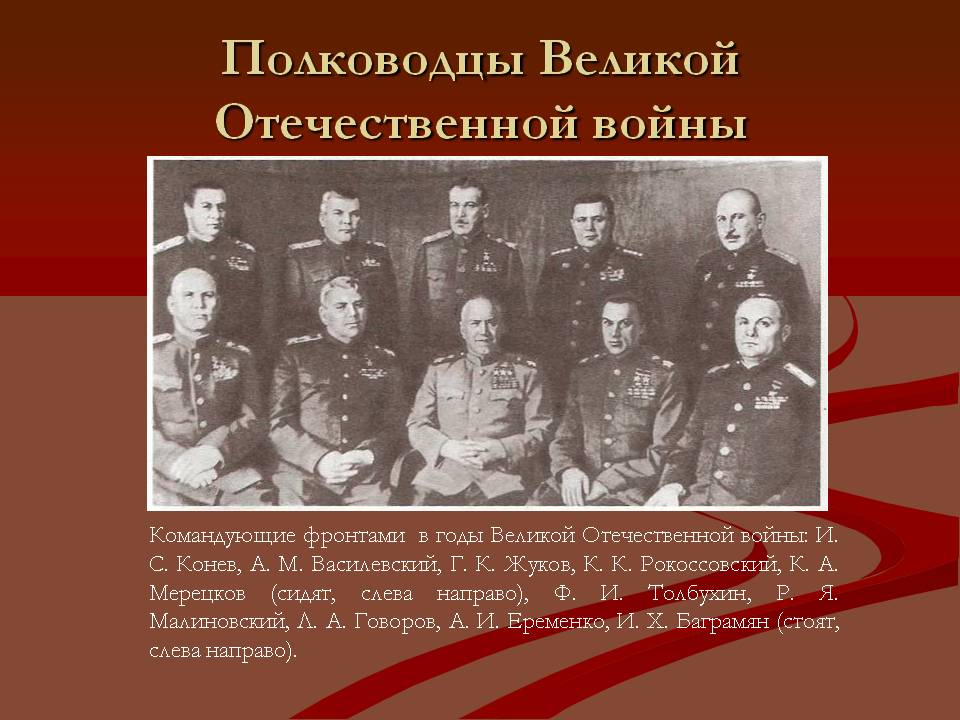 Полководцы Великой
Отечественной войны
Командующие фронтами в годы Великой Отечественной войны: И.
С. Конев, А. М. Василевский, Г. К. Жуков, К. К. Рокоссовский, К. А.
Мерецков (сидят, слева направо), Ф. И. Толбухин, Р. Я.
Малиновский, Л. А. Говоров, А. И. Еременко, И. Х. Баграмян (стоят,
слева направо).